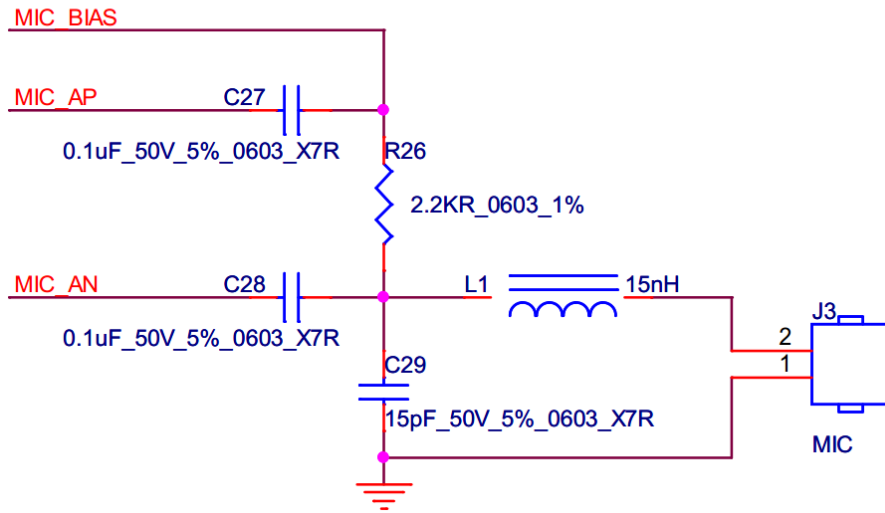 MIC_BIAS
MIC_AP
C27
0.1uF_50V_5%_0603_X7R
R26
2.2KR_0603_1%
MIC_AN
C28
0.1uF_50V_5%_0603_X7R
L1
15nH
J3
2
1
C29
15pF_50V_5%_0603_X7R
MIC